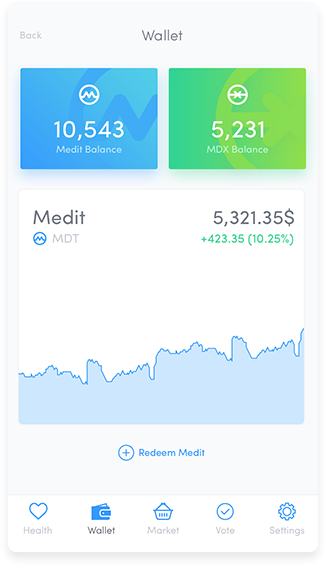 Back
Wallet
10,543
Medit Balance
5,231
MDX Balance
Medit
5,321.35$
MDT
+423.35 (10.25%)
Redeem Medit
Health
Wallet
Market
Vote
Settings